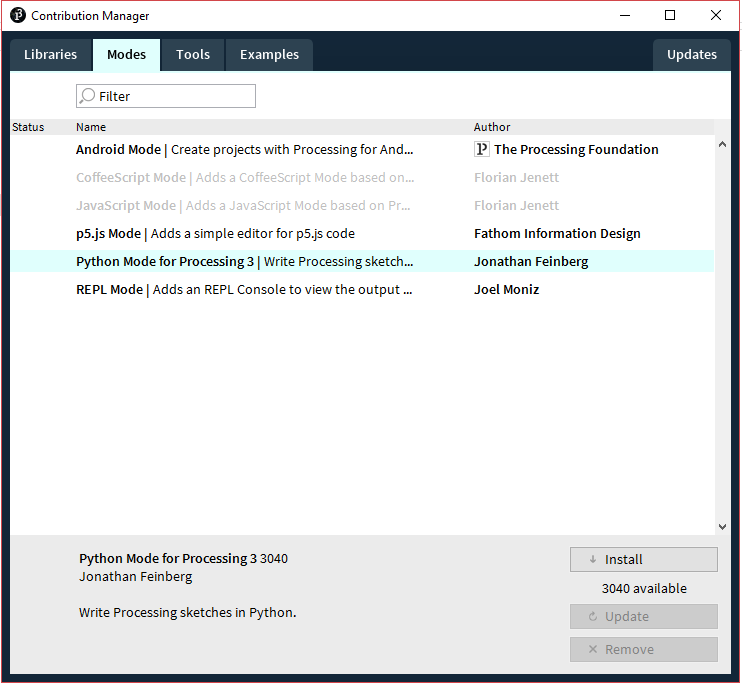 Contribution Manager
Libraries Modes Tools Examples Updates
Filter
Status Name Author
Android Mode | Create projects with Processing for And... The Processing Foundation
CoffeeScript Mode | Adds a CoffeeScript Mode based on... Florian Jenett
JavaScript Mode | Adds a JavaScript Mode based on Pr... Florian Jenett
p5.js Mode | Adds a simple editor for p5.js code Fathom Information Design
Python Mode for Processing 3 | Write Processing sketch... Jonathan Feinberg
REPL Mode | Adds an REPL Console to view the output ... Joel Moniz
Python Mode for Processing 3 3040
Jonathan Feinberg
Write Processing sketches in Python.
Install
3040 available
Update
Remove